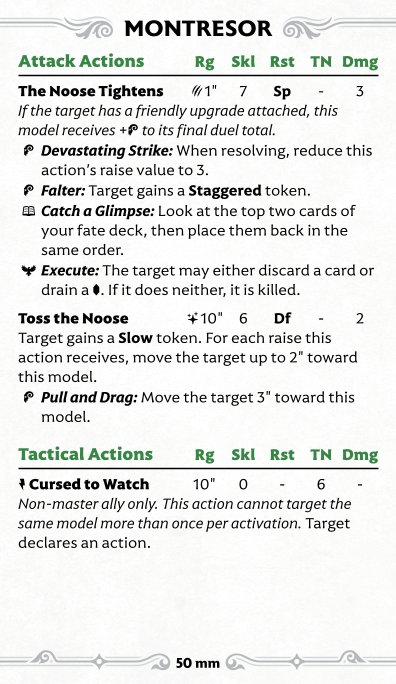 MONTRESOR
Attack Actions Rg Skl Rst TN Dmg
The Noose Tightens 1" 7 Sp - 3
If the target has a friendly upgrade attached, this
model receives + to its final duel total.
Devastating Strike: When resolving, reduce this
action's raise value to 3.
Falter: Target gains a Staggered token.
Catch a Glimpse: Look at the top two cards of
your fate deck, then place them back in the
same order.
Execute: The target may either discard a card or
drain a . If it does neither, it is killed.
Toss the Noose 10" 6 Df - 2
Target gains a Slow token. For each raise this
action receives, move the target up to 2" toward
this model.
Pull and Drag: Move the target 3" toward this
model.
Tactical Actions Rg Skl Rst TN Dmg
Cursed to Watch 10" 0 - 6 -
Non-master ally only. This action cannot target the
same model more than once per activation. Target
declares an action.
50 mm